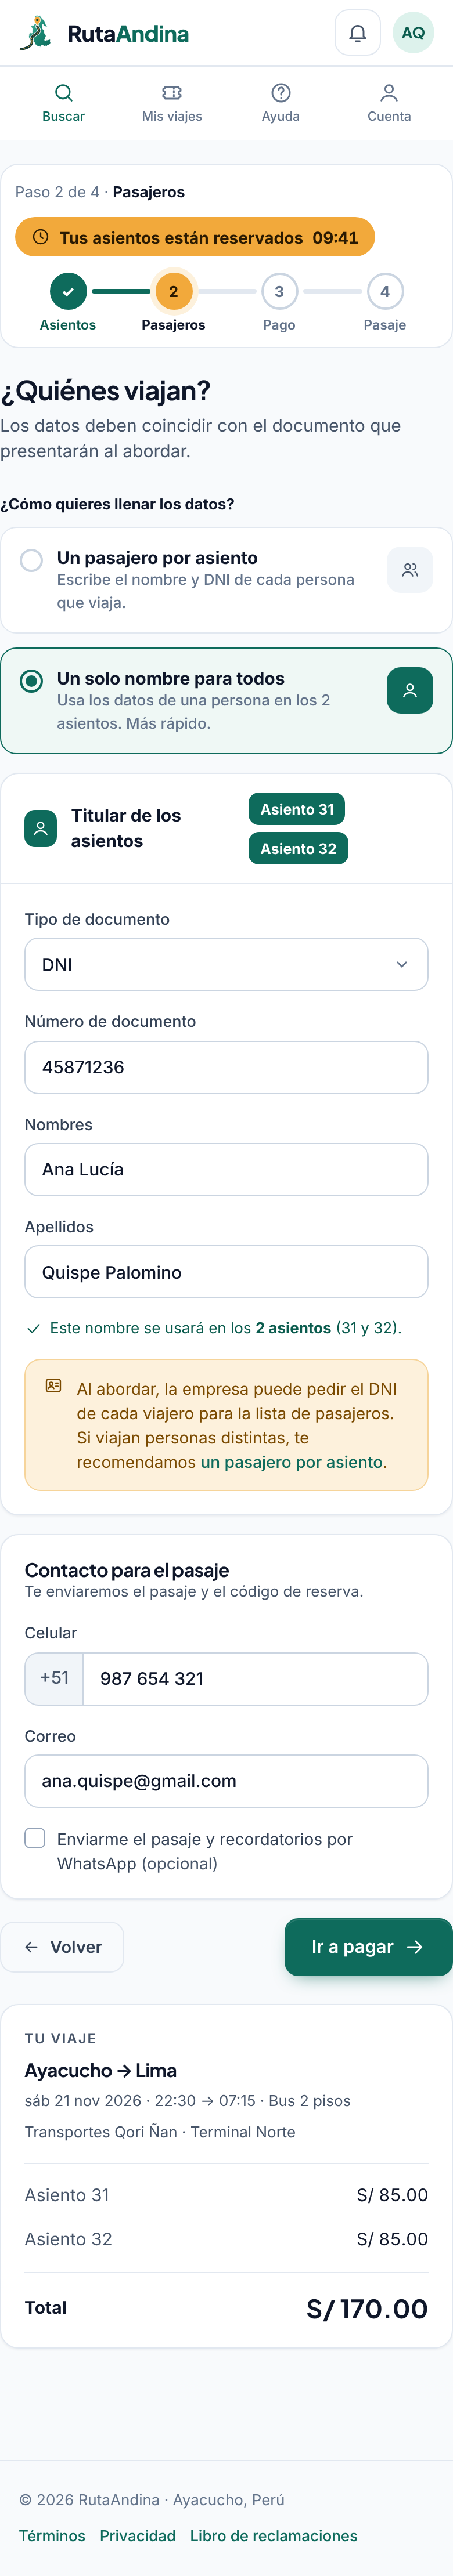 RutaAndina
AQ
Buscar
Mis viajes
Ayuda
Cuenta
Paso 2 de 4 · Pasajeros
Tus asientos están reservados 09:41
2
3
4
Asientos
Pasajeros
Pago
Pasaje
¿Quiénes viajan?
Los datos deben coincidir con el documento que
presentarán al abordar.
¿Cómo quieres llenar los datos?
Un pasajero por asiento
Escribe el nombre y DNI de cada persona
que viaja.
Un solo nombre para todos
Usa los datos de una persona en los 2
asientos. Más rápido.
Titular de los
asientos
Asiento 31
Asiento 32
Tipo de documento
DNI
Número de documento
45871236
Nombres
Ana Lucía
Apellidos
Quispe Palomino
Este nombre se usará en los 2 asientos (31 y 32).
Al abordar, la empresa puede pedir el DNI
de cada viajero para la lista de pasajeros.
Si viajan personas distintas, te
recomendamos un pasajero por asiento.
Contacto para el pasaje
Te enviaremos el pasaje y el código de reserva.
Celular
+51 987 654 321
Correo
ana.quispe@gmail.com
Enviarme el pasaje y recordatorios por
WhatsApp (opcional)
← Volver
Ir a pagar →
TU VIAJE
Ayacucho → Lima
sáb 21 nov 2026 · 22:30 → 07:15 · Bus 2 pisos
Transportes Qori Ñan · Terminal Norte
Asiento 31 S/ 85.00
Asiento 32 S/ 85.00
Total S/ 170.00
© 2026 RutaAndina · Ayacucho, Perú
Términos Privacidad Libro de reclamaciones